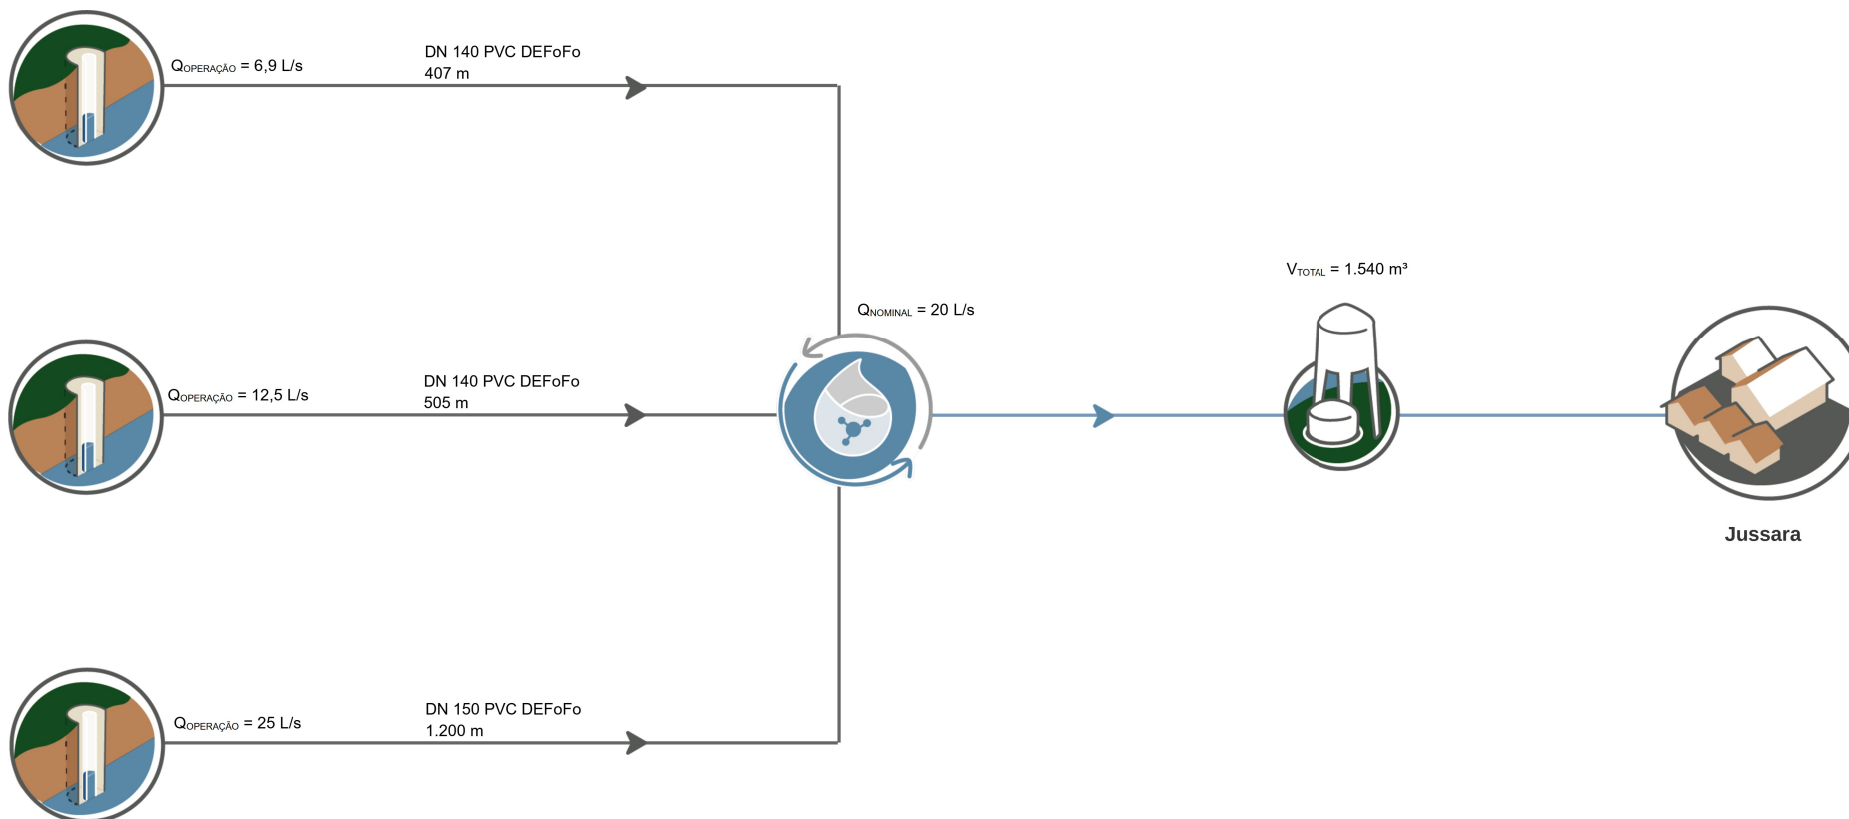 QOPERAÇÃO = 6,9 L/s
DN 140 PVC DEFoFo
407 m
QOPERAÇÃO = 12,5 L/s
DN 140 PVC DEFoFo
505 m
QOPERAÇÃO = 25 L/s
DN 150 PVC DEFoFo
1.200 m
QNOMINAL = 20 L/s
VTOTAL = 1.540 m³
Jussara